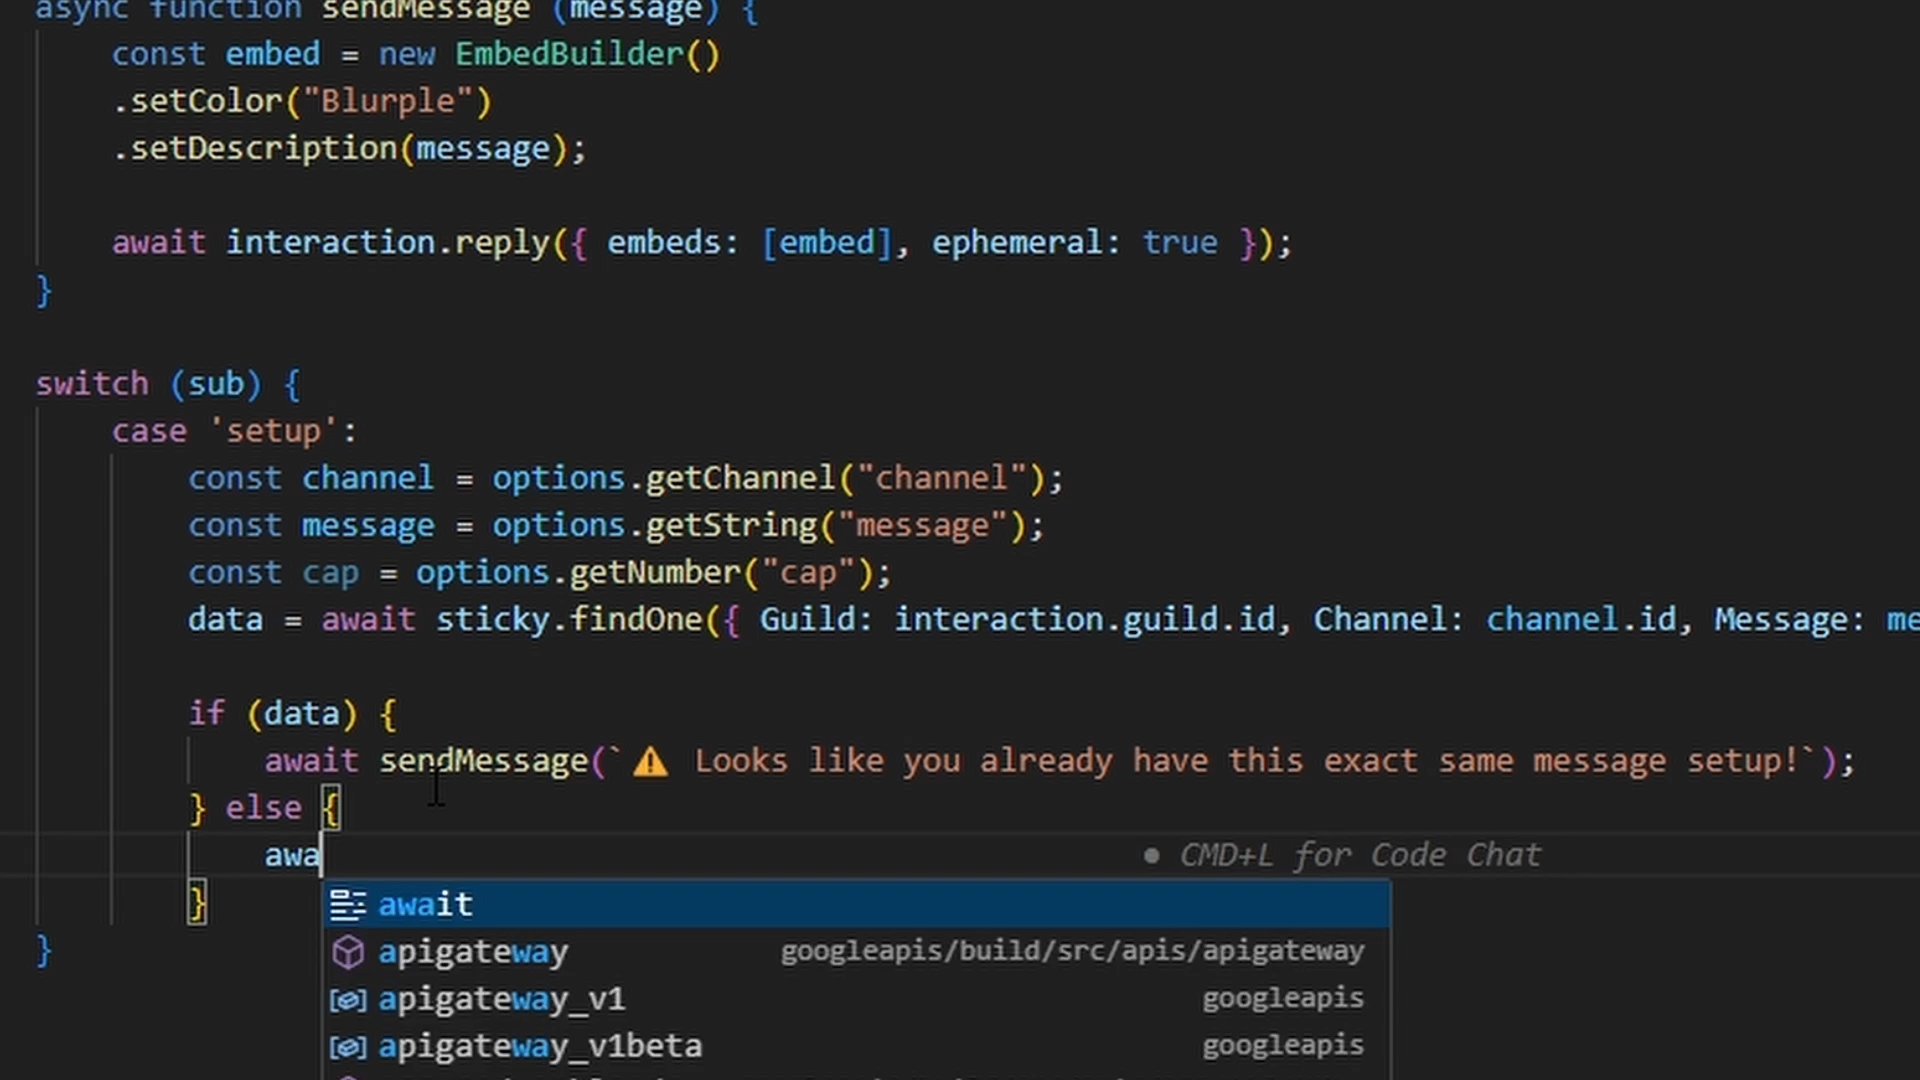 async function sendMessage (message) {
const embed = new EmbedBuilder()
.setColor("Blurple")
.setDescription(message);
await interaction.reply({ embeds: [embed], ephemeral: true });
}
switch (sub) {
case 'setup':
const channel = options.getChannel("channel");
const message = options.getString("message");
const cap = options.getNumber("cap");
data = await sticky.findOne({ Guild: interaction.guild.id, Channel: channel.id, Message: me
if (data) {
await sendMessage(`⚠️ Looks like you already have this exact same message setup!`);
} else {
awa ● CMD+L for Code Chat
}
await
apigateway googleapis/build/src/apis/apigateway
apigateway_v1 googleapis
apigateway_v1beta googleapis
}